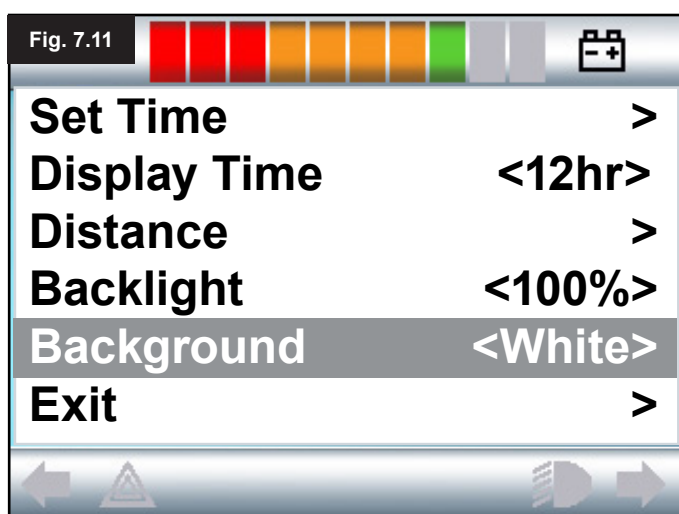 Fig. 7.11
Set Time >
Display Time <12hr>
Distance >
Backlight <100%>
Background <White>
Exit >